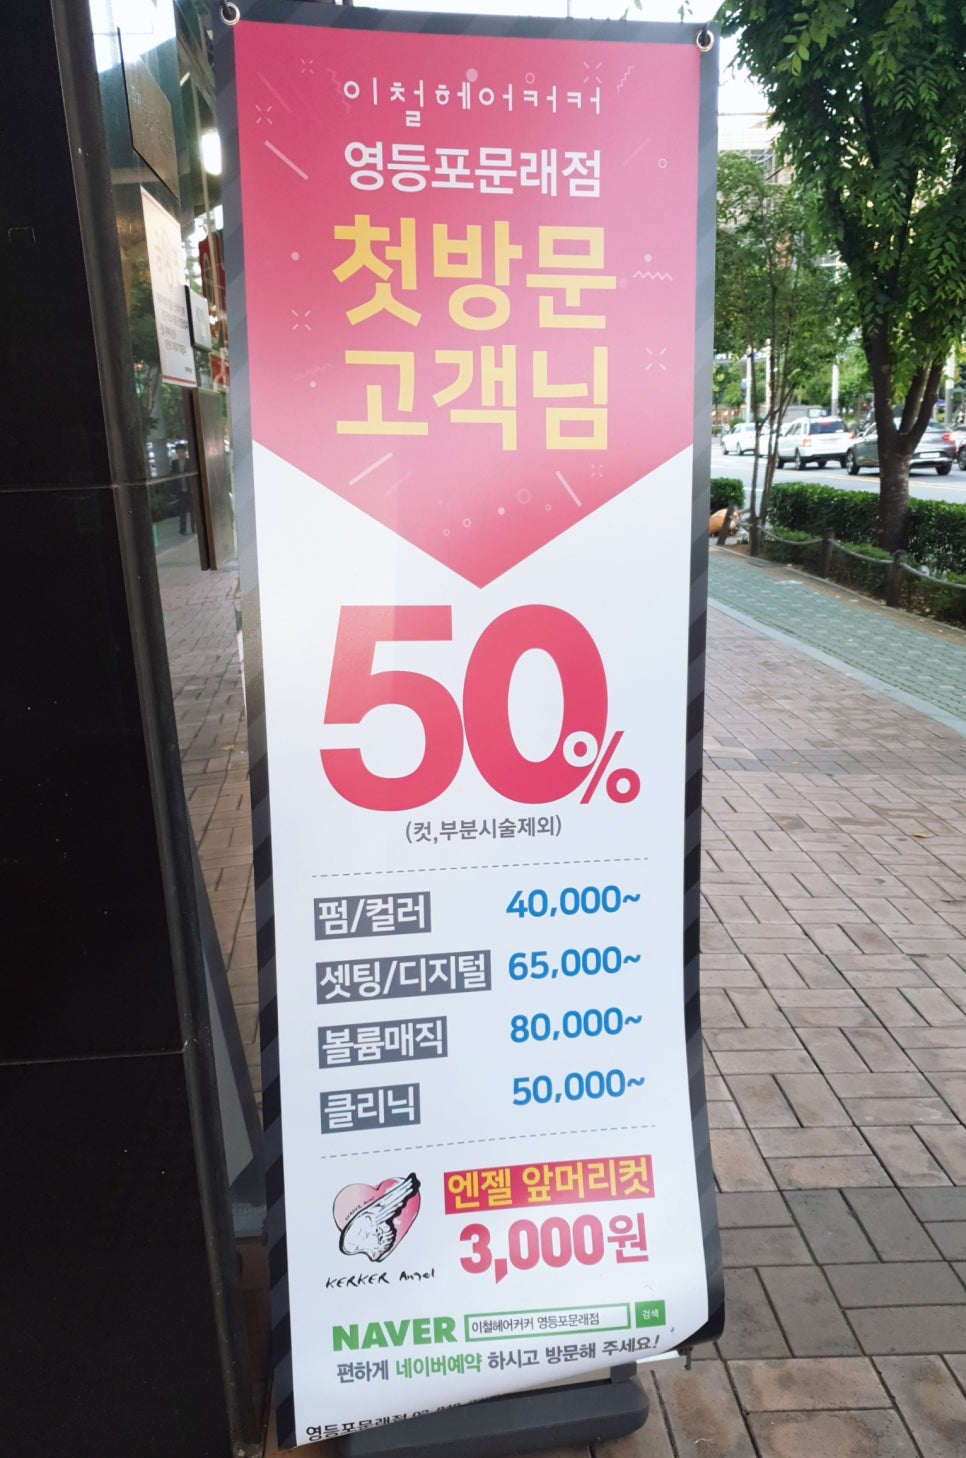 이철헤어커커
영등포문래점
첫방문
고객님
50%
(컷,부분시술제외)
펌/컬러 40,000~
셋팅/디지털 65,000~
볼륨매직 80,000~
클리닉 50,000~
엔젤 앞머리컷
3,000원
KERKER Angel
KERKER Angel
NAVER 이철헤어커커 영등포문래점 검색
편하게 네이버예약 하시고 방문해 주세요!
영등포문래점